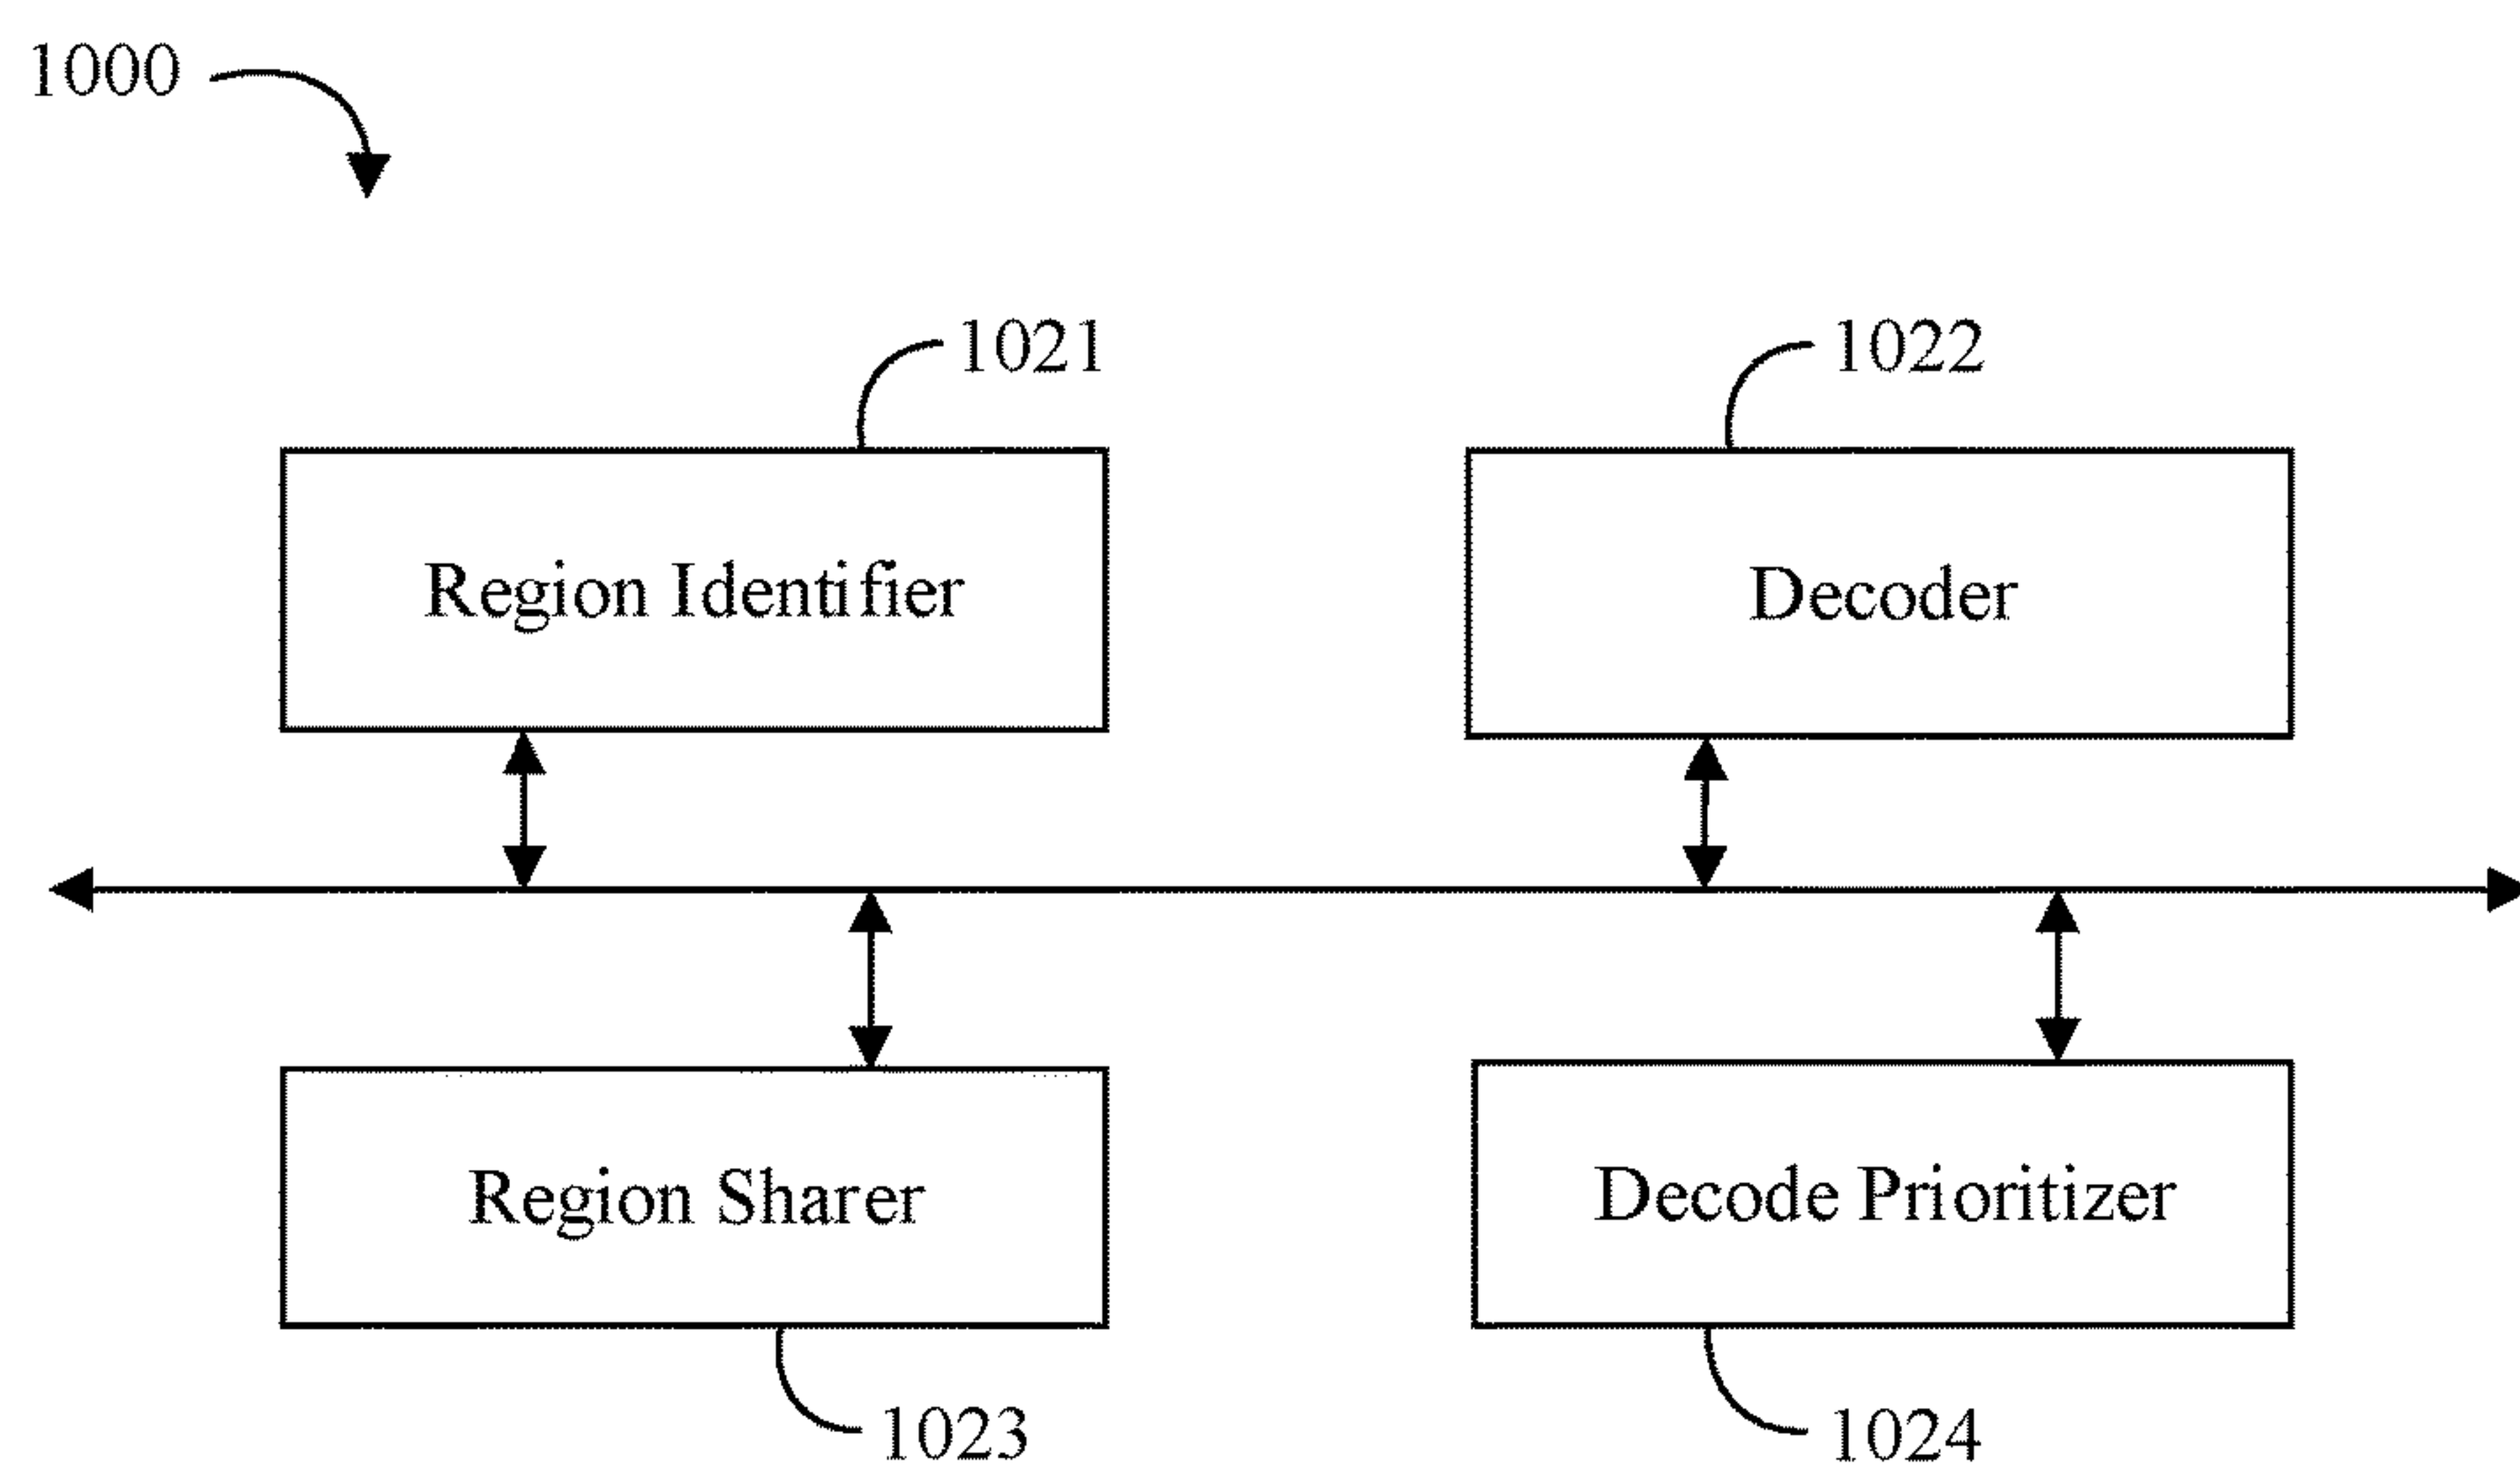 1000
1021
1022
Region Identifier
Decoder
Region Sharer
Decode Prioritizer
1023
1024